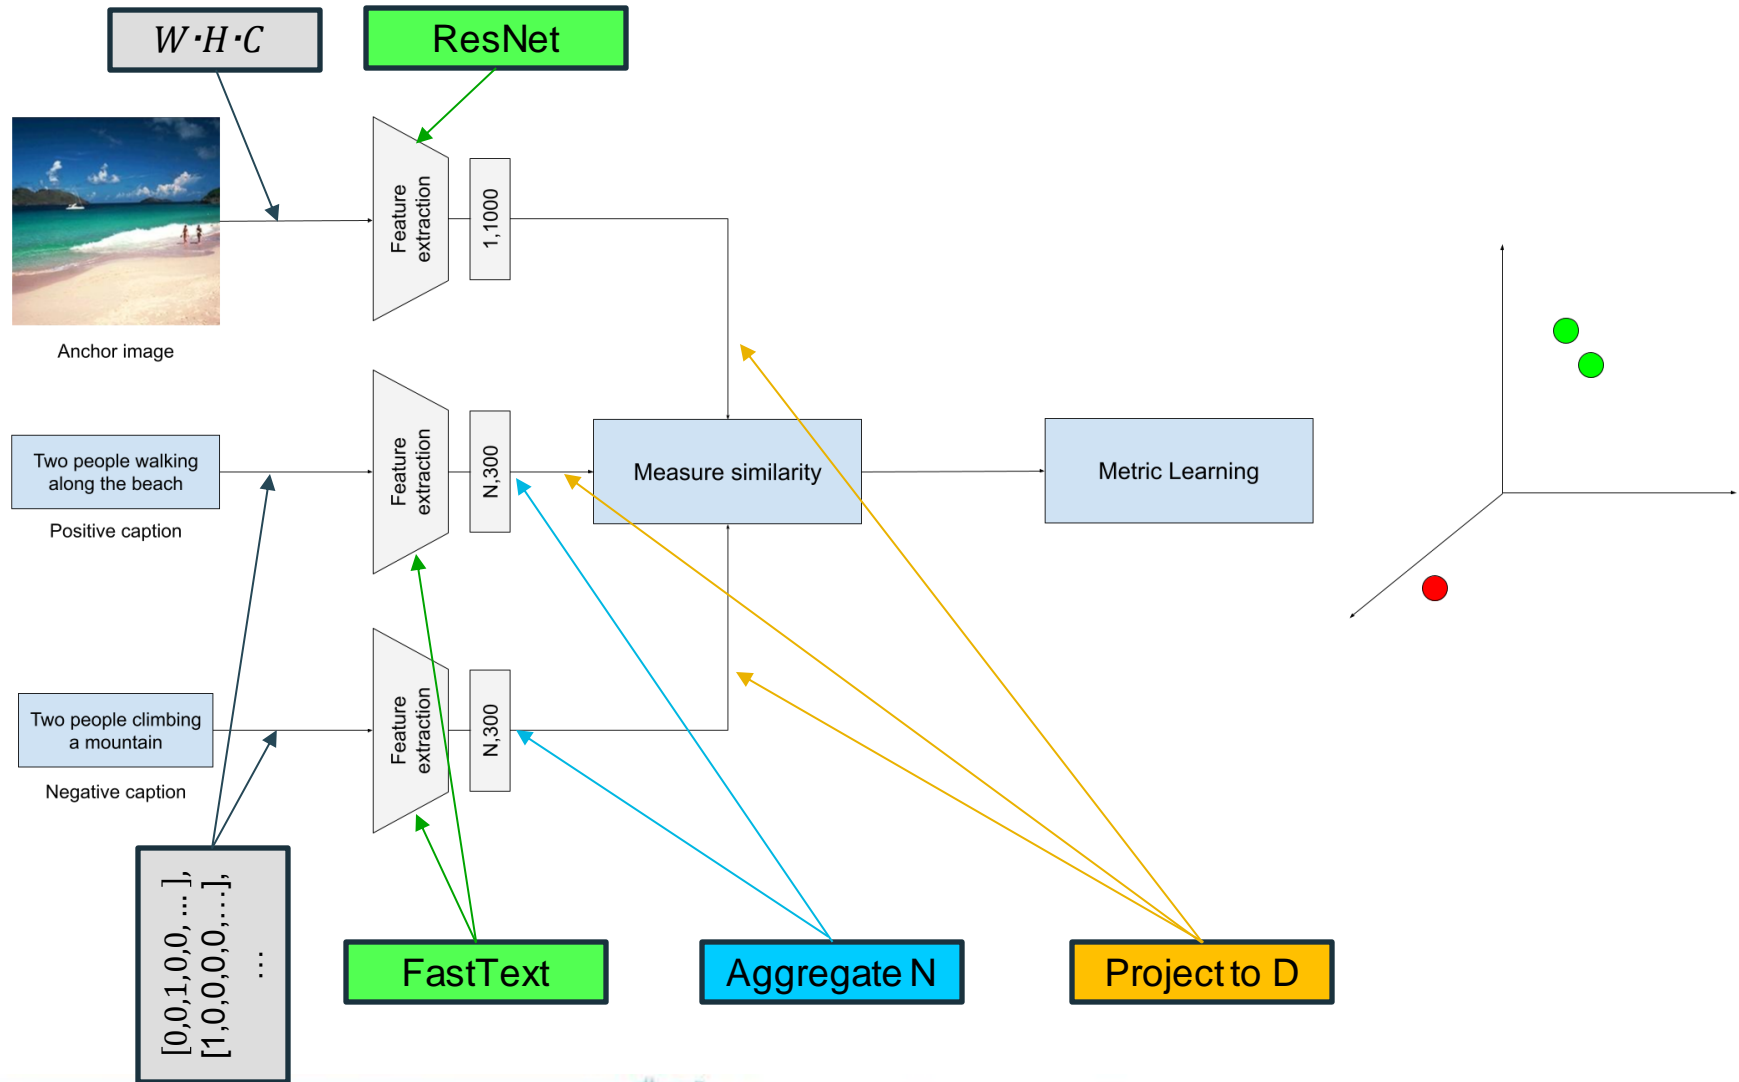 W·H·C
ResNet
Feature
extraction
1,1000
Anchor image
Two people walking
along the beach
Positive caption
Feature
extraction
N,300
Measure similarity
Metric Learning
Two people climbing
a mountain
Negative caption
Feature
extraction
N,300
[0,0,1,0,0, ... ],
[1,0,0,0,0,...],
...
FastText
Aggregate N
Project to D